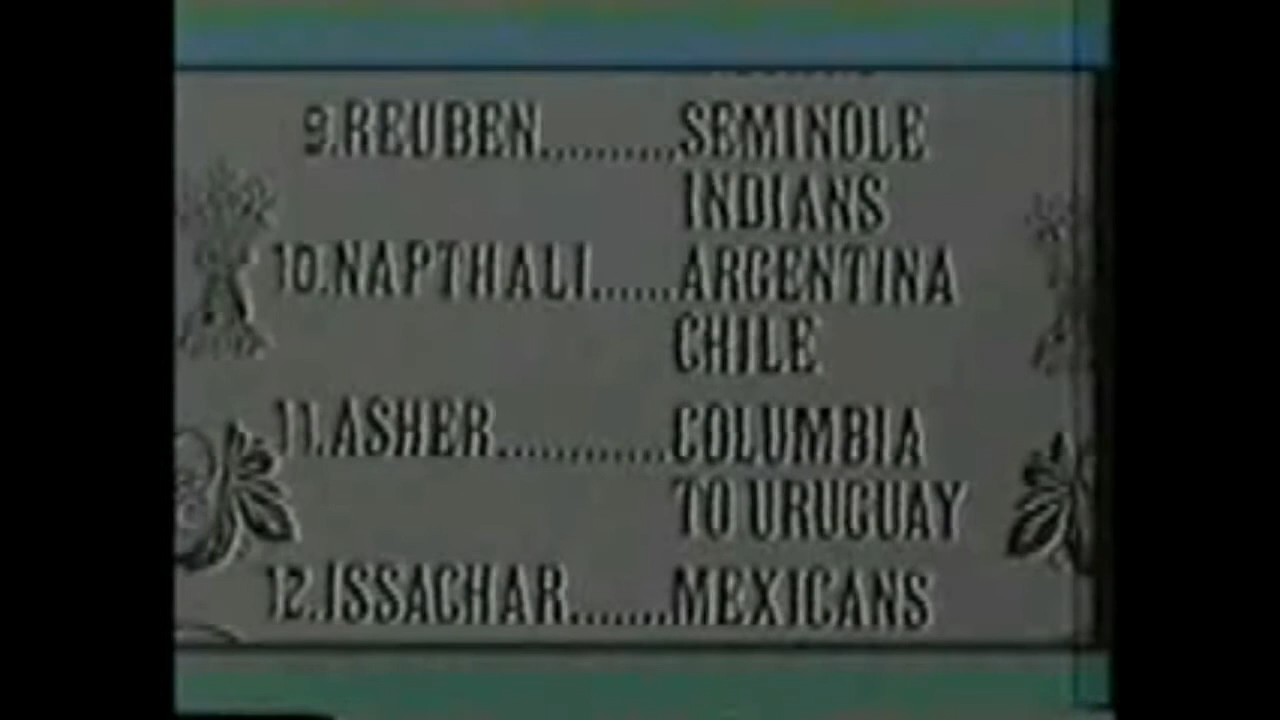 9.REUBEN..........SEMINOLE
INDIANS
10.NAPTHALI......ARGENTINA
CHILE
11.ASHER............COLUMBIA
TO URUGUAY
12.ISSACHAR.......MEXICANS